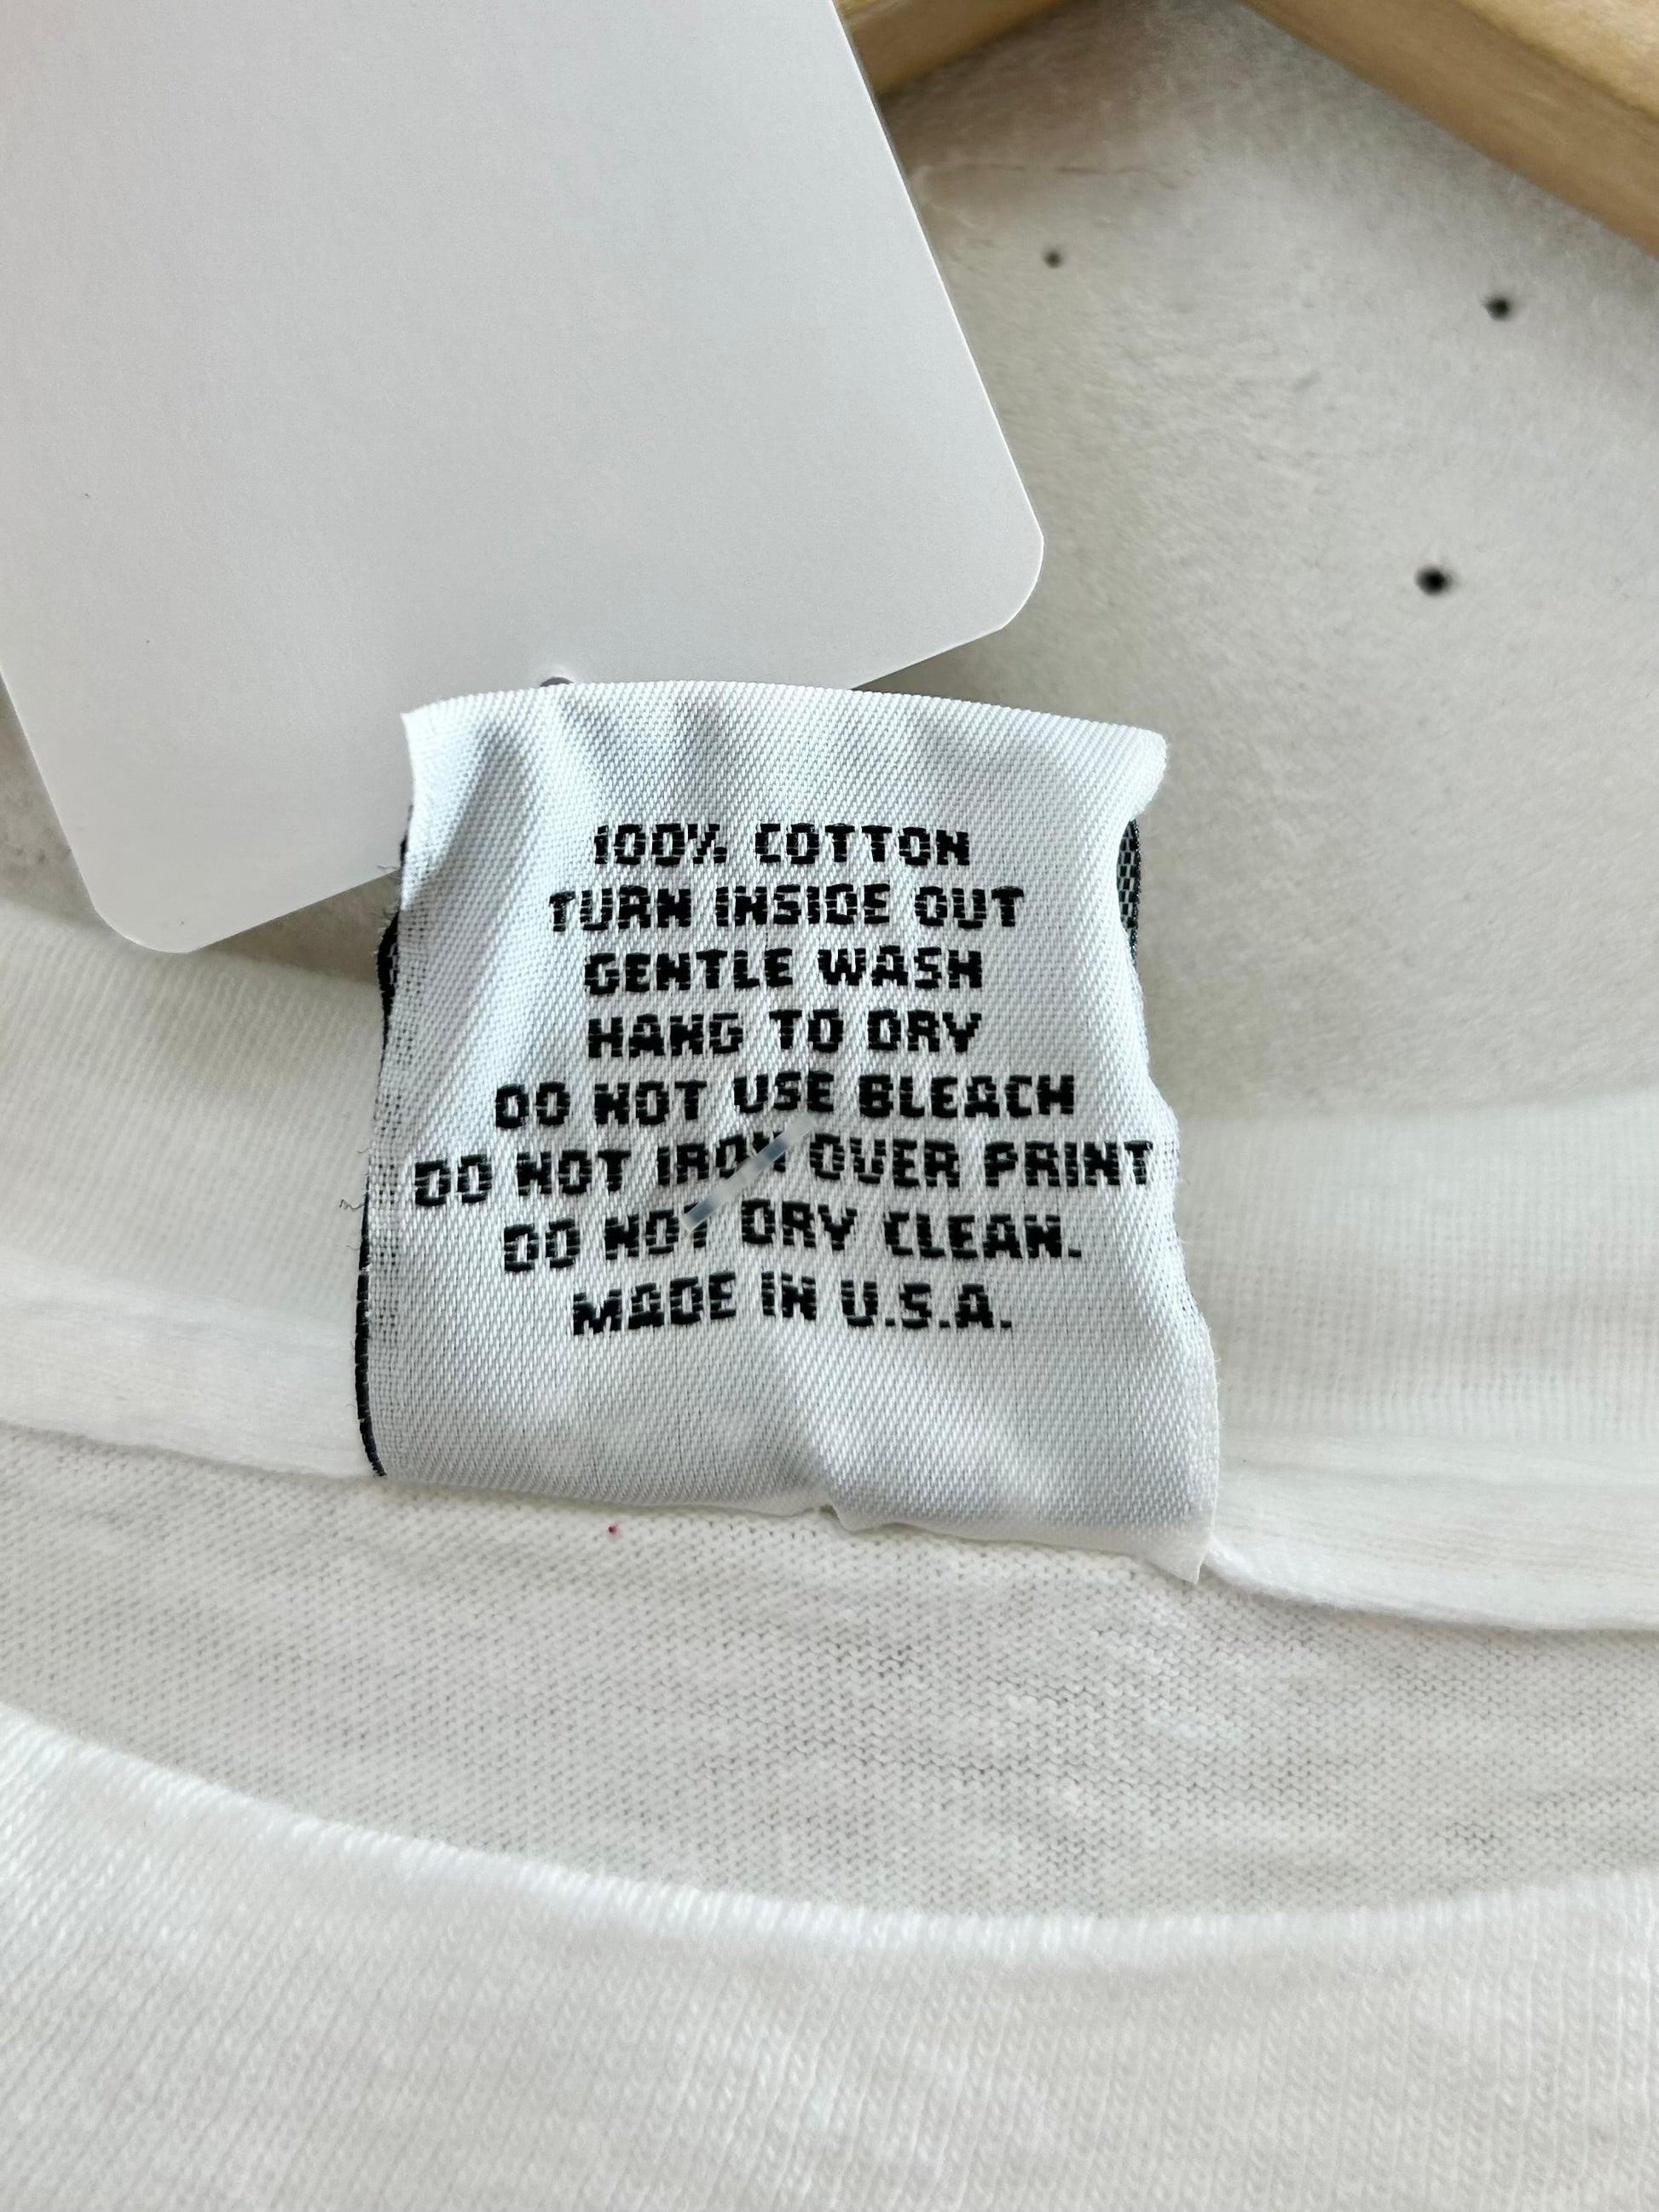 100% COTTON
TURN INSIDE OUT
GENTLE WASH
HANG TO DRY
DO NOT USE BLEACH
DO NOT IRON OVER PRINT
DO NOT DRY CLEAN.
MADE IN U.S.A.